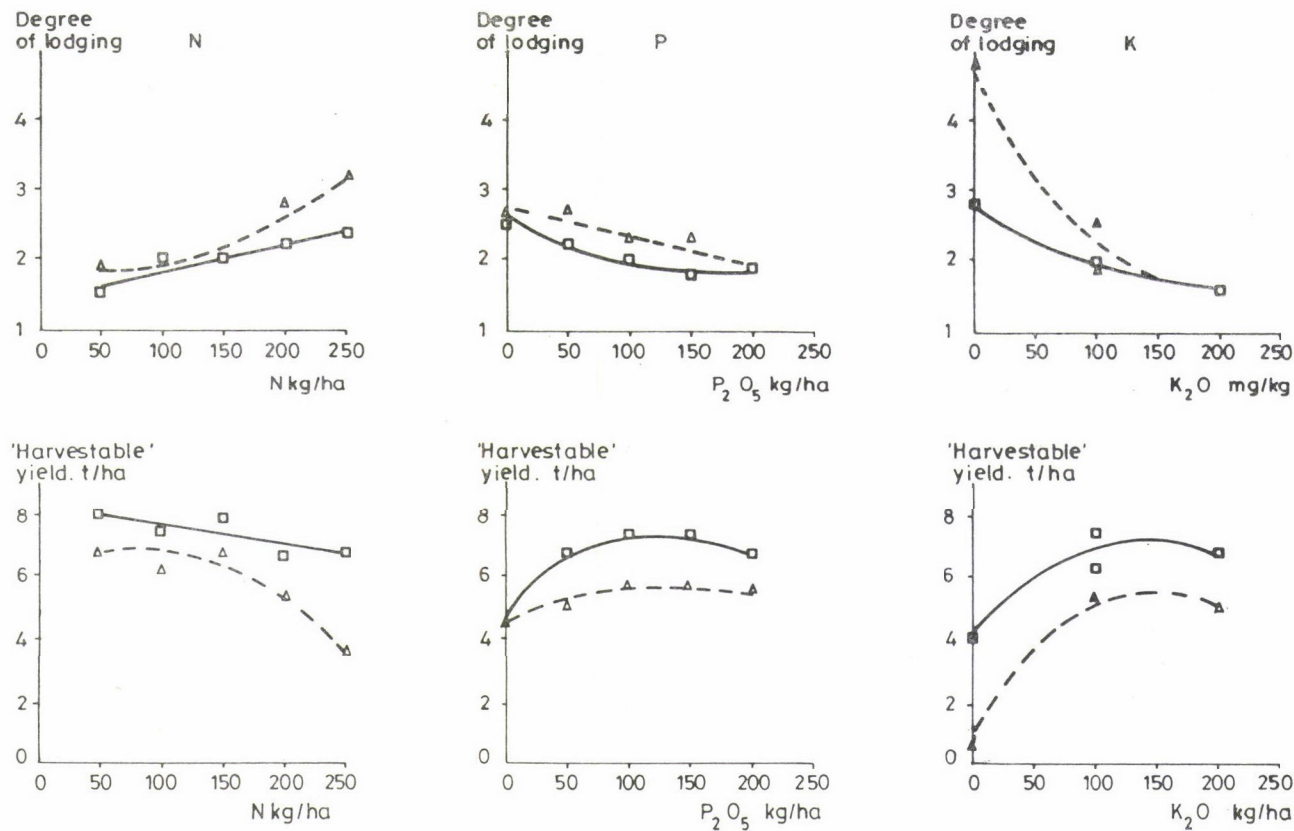 Degree
of lodging N
4
3
2
1
0 50 100 150 200 250
N kg/ha
Degree
of lodging P
4
3
2
1
0 50 100 150 200 250
P2O5 kg/ha
Degree
of lodging K
4
3
2
1
0 50 100 150 200 250
K2O mg/kg
'Harvestable'
yield. t/ha
8
6
4
2
0
0 50 100 150 200 250
N kg/ha
'Harvestable'
yield. t/ha
8
6
4
2
0
0 50 100 150 200 250
P2O5 kg/ha
'Harvestable'
yield. t/ha
8
6
4
2
0
0 50 100 150 200 250
K2O kg/ha